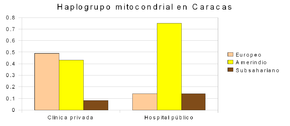 Haplogrupo mitocondrial en Caracas
0.8
0.7
0.6
0.5
0.4
0.3
0.2
0.1
0
Clínica privada
Hospital público
Europeo
Amerindio
Subsahariano